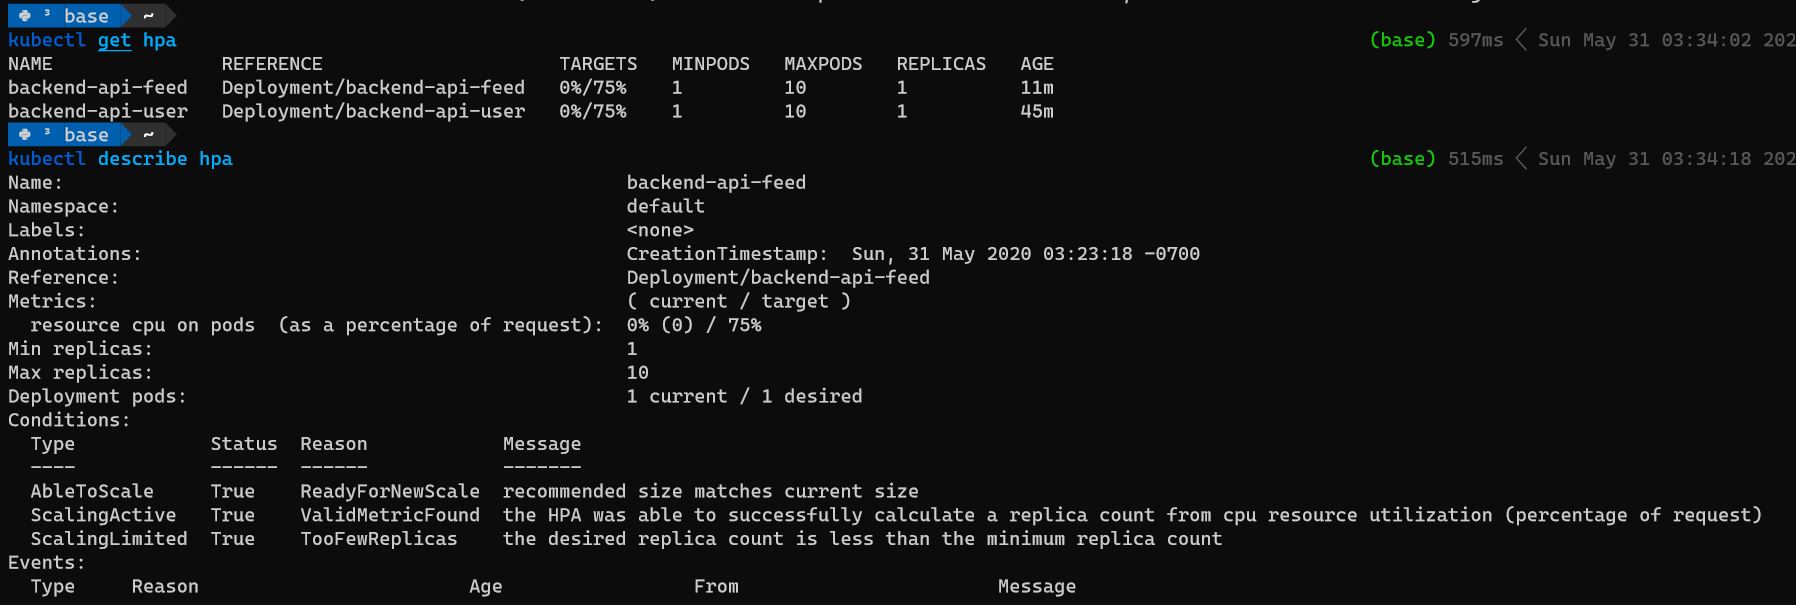 ³ base ~
kubectl get hpa (base) 597ms Sun May 31 03:34:02 202
NAME REFERENCE TARGETS MINPODS MAXPODS REPLICAS AGE
backend-api-feed Deployment/backend-api-feed 0%/75% 1 10 1 11m
backend-api-user Deployment/backend-api-user 0%/75% 1 10 1 45m
³ base ~
kubectl describe hpa (base) 515ms Sun May 31 03:34:18 202
Name: backend-api-feed
Namespace: default
Labels: <none>
Annotations: CreationTimestamp: Sun, 31 May 2020 03:23:18 -0700
Reference: Deployment/backend-api-feed
Metrics: ( current / target )
resource cpu on pods (as a percentage of request): 0% (0) / 75%
Min replicas: 1
Max replicas: 10
Deployment pods: 1 current / 1 desired
Conditions:
Type Status Reason Message
---- ------ ------ -------
AbleToScale True ReadyForNewScale recommended size matches current size
ScalingActive True ValidMetricFound the HPA was able to successfully calculate a replica count from cpu resource utilization (percentage of request)
ScalingLimited True TooFewReplicas the desired replica count is less than the minimum replica count
Events:
Type Reason Age From Message